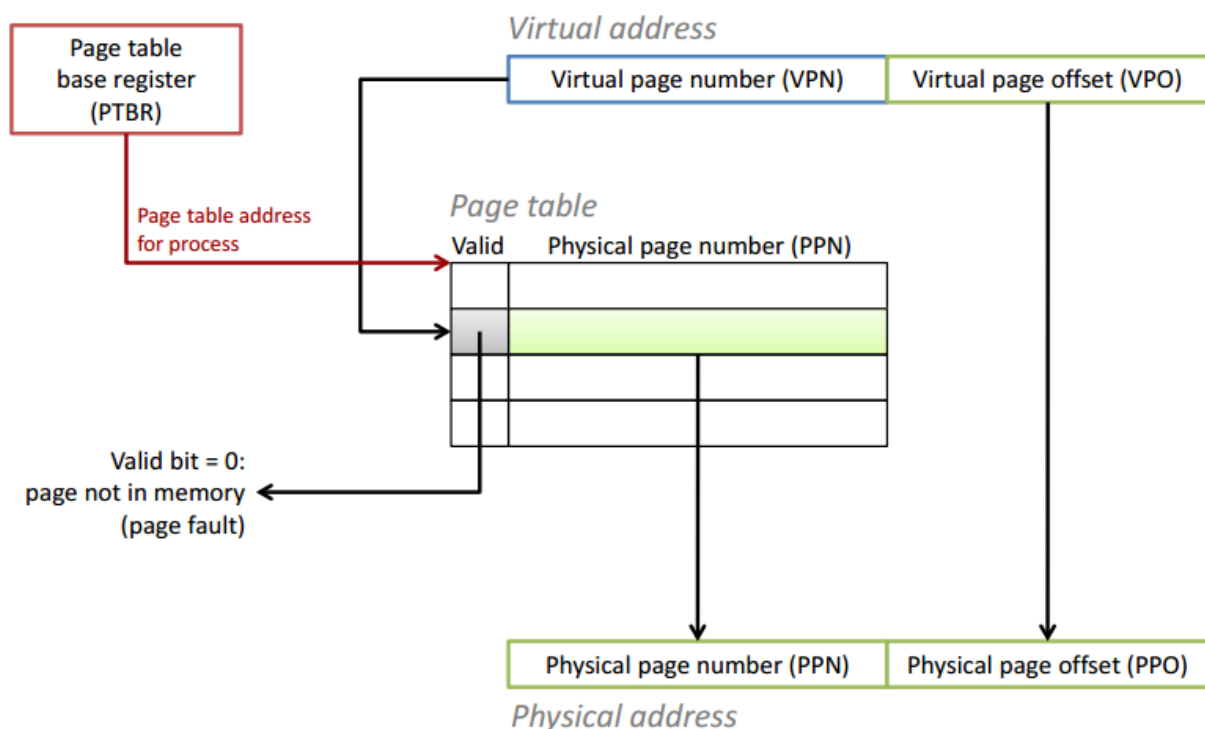 Virtual address
Page table
base register
(PTBR)
Virtual page number (VPN)
Virtual page offset (VPO)
Page table address
for process
Page table
Valid
Physical page number (PPN)
Valid bit = 0:
page not in memory
(page fault)
Physical page number (PPN)
Physical page offset (PPO)
Physical address